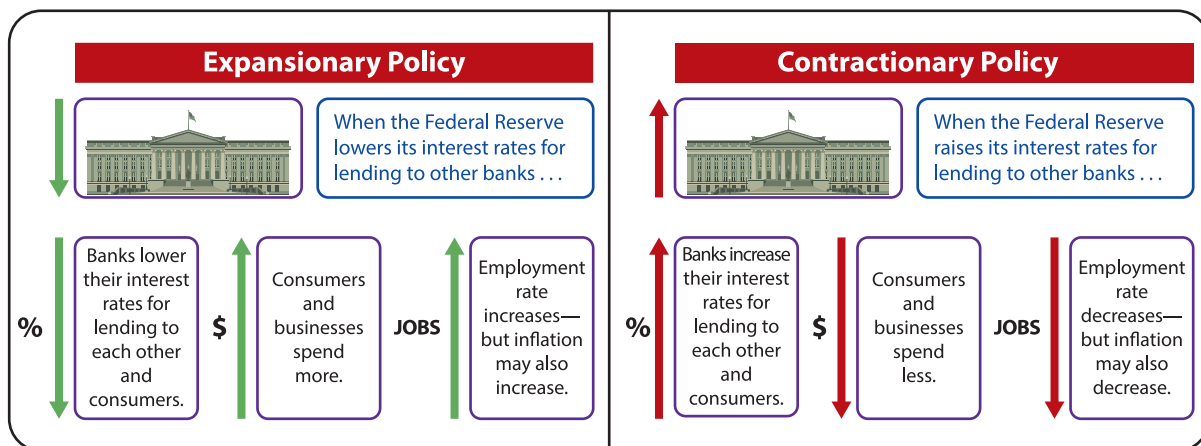 Expansionary Policy
When the Federal Reserve
lowers its interest rates for
lending to other banks . . .
%
Banks lower
their interest
rates for
lending to
each other
and
consumers.
$
Consumers
and
businesses
spend
more.
JOBS
Employment
rate
increases—
but inflation
may also
increase.
Contractionary Policy
When the Federal Reserve
raises its interest rates for
lending to other banks . . .
%
Banks increase
their interest
rates for
lending to
each other
and
consumers.
$
Consumers
and
businesses
spend
less.
JOBS
Employment
rate
decreases—
but inflation
may also
decrease.